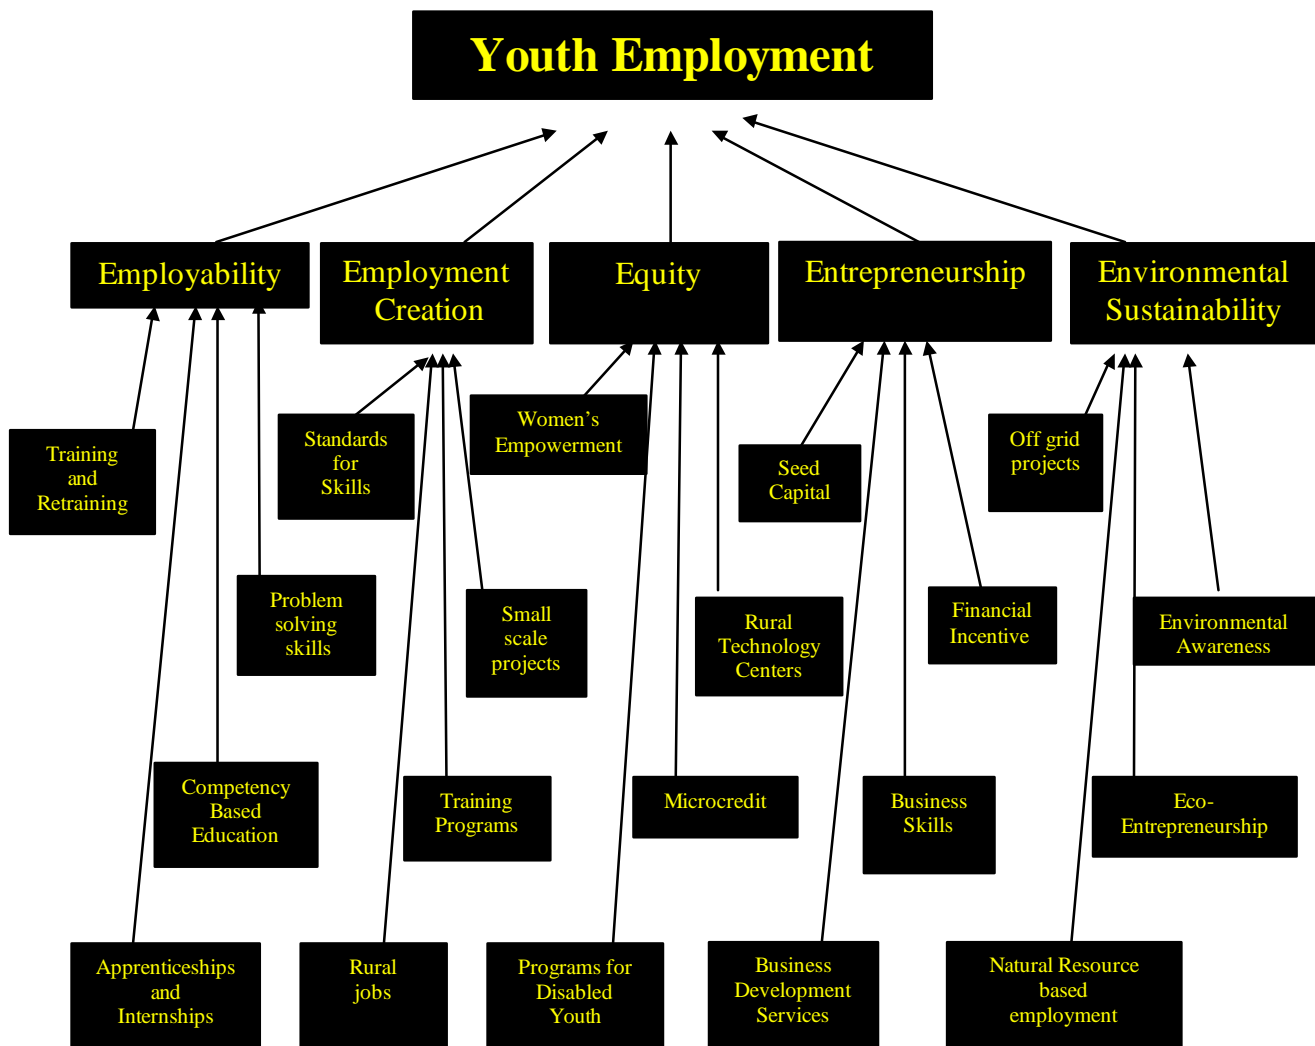 Youth Employment
Employability
Employment
Creation
Equity
Entrepreneurship
Environmental
Sustainability
Training
and
Retraining
Standards
for
Skills
Women's
Empowerment
Seed
Capital
Off grid
projects
Problem
solving
skills
Small
scale
projects
Rural
Technology
Centers
Financial
Incentive
Environmental
Awareness
Competency
Based
Education
Training
Programs
Microcredit
Business
Skills
Eco-
Entrepreneurship
Apprenticeships
and
Internships
Rural
jobs
Programs for
Disabled
Youth
Business
Development
Services
Natural Resource
based
employment